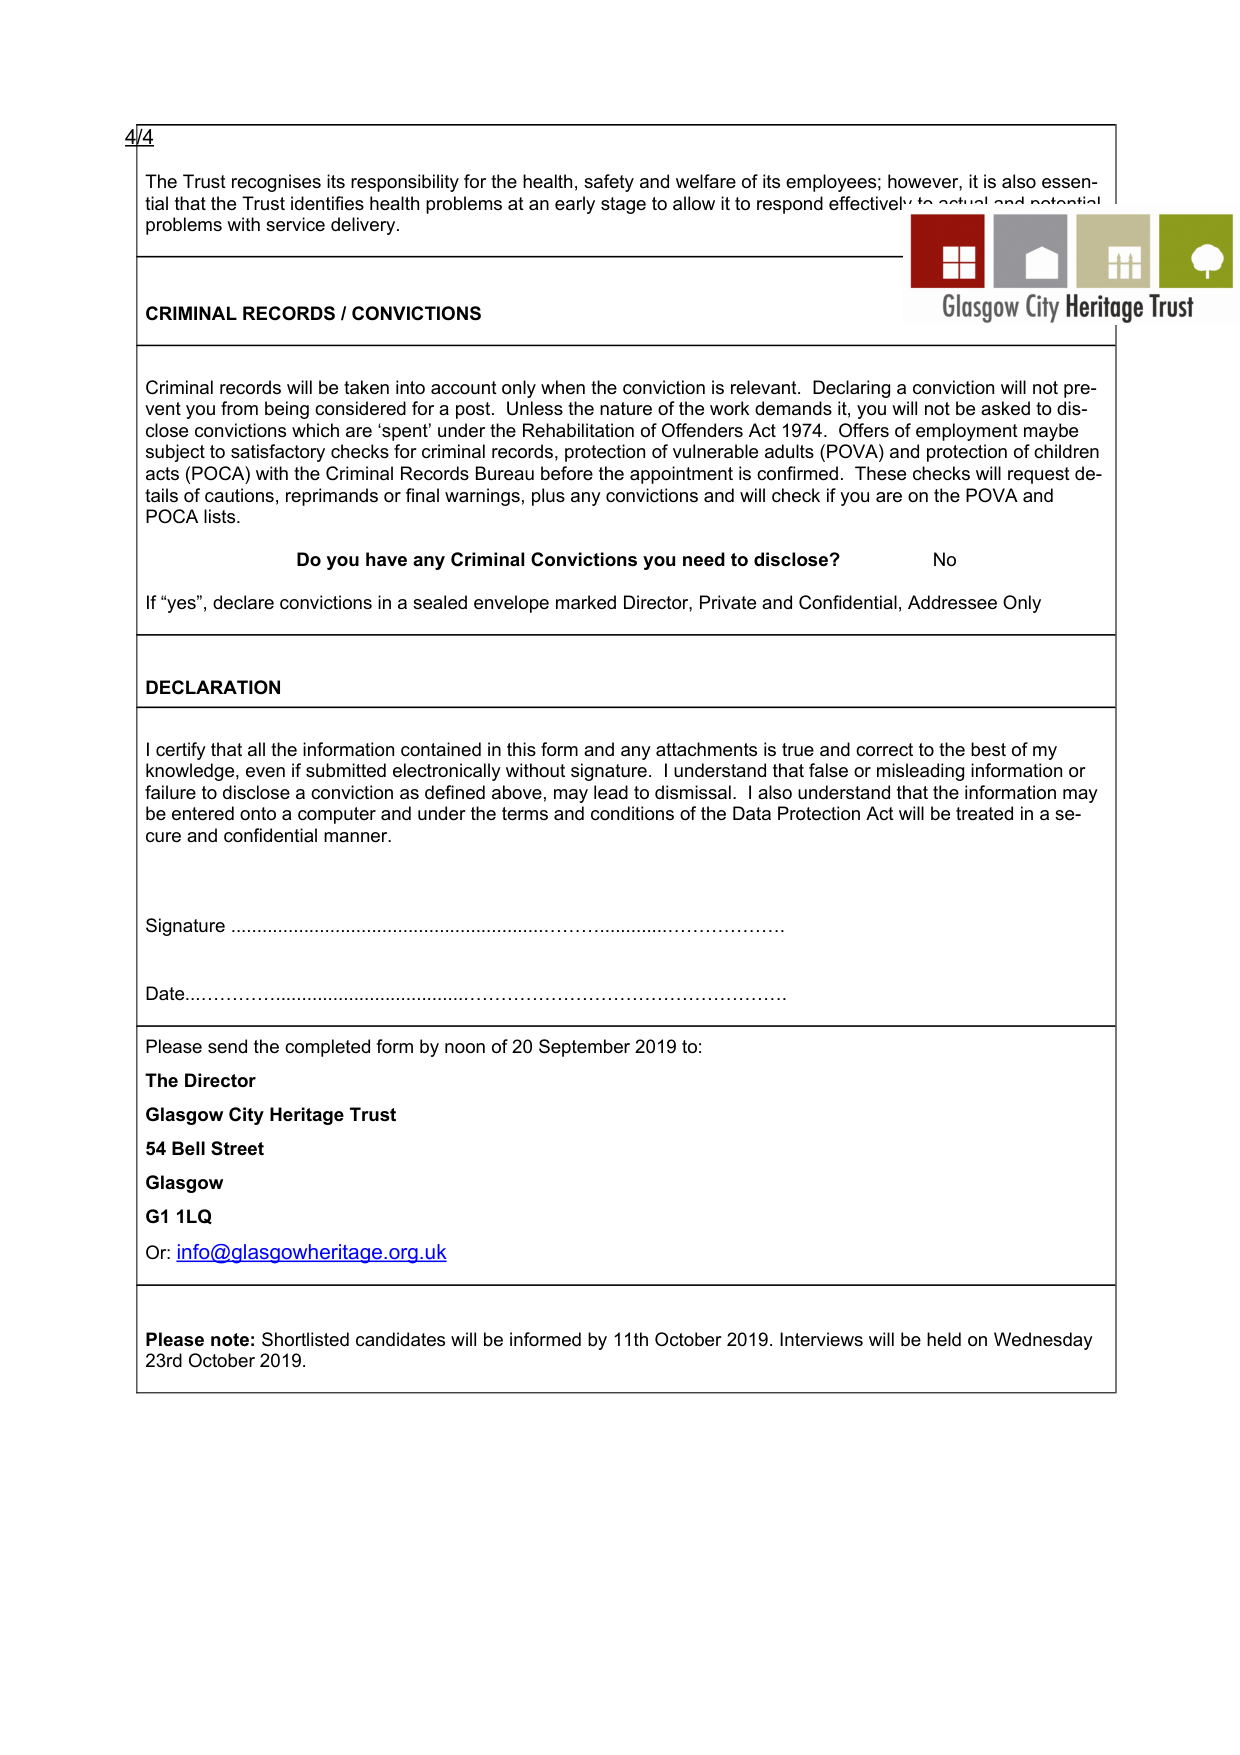 4/4
The Trust recognises its responsibility for the health, safety and welfare of its employees; however, it is also essen-
tial that the Trust identifies health problems at an early stage to allow it to respond effectively to actual and potential
problems with service delivery.
Glasgow City Heritage Trust
CRIMINAL RECORDS / CONVICTIONS
Criminal records will be taken into account only when the conviction is relevant.  Declaring a conviction will not pre-
vent you from being considered for a post.  Unless the nature of the work demands it, you will not be asked to dis-
close convictions which are ‘spent’ under the Rehabilitation of Offenders Act 1974.  Offers of employment maybe
subject to satisfactory checks for criminal records, protection of vulnerable adults (POVA) and protection of children
acts (POCA) with the Criminal Records Bureau before the appointment is confirmed.  These checks will request de-
tails of cautions, reprimands or final warnings, plus any convictions and will check if you are on the POVA and
POCA lists.
Do you have any Criminal Convictions you need to disclose? No
If “yes”, declare convictions in a sealed envelope marked Director, Private and Confidential, Addressee Only
DECLARATION
I certify that all the information contained in this form and any attachments is true and correct to the best of my
knowledge, even if submitted electronically without signature.  I understand that false or misleading information or
failure to disclose a conviction as defined above, may lead to dismissal.  I also understand that the information may
be entered onto a computer and under the terms and conditions of the Data Protection Act will be treated in a se-
cure and confidential manner.
Signature ............................................................………............………………….
Date...…………....................................…………………………………………………….
Please send the completed form by noon of 20 September 2019 to:
The Director
Glasgow City Heritage Trust
54 Bell Street
Glasgow
G1 1LQ
Or: info@glasgowheritage.org.uk
Please note: Shortlisted candidates will be informed by 11th October 2019. Interviews will be held on Wednesday
23rd October 2019.